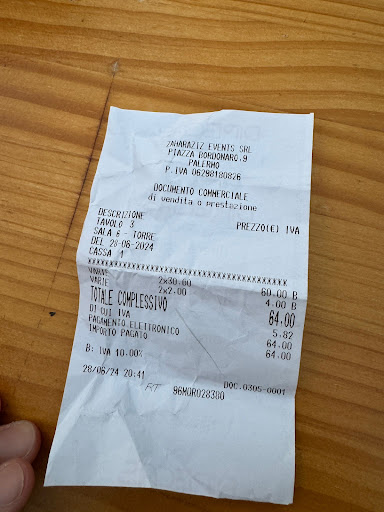 ZAHARAZIZ EVENTS SRL
PIAZZA BORDONARO,9
PALERMO
P.IVA 06298180826
DOCUMENTO COMMERCIALE
di vendita o prestazione
DESCRIZIONE PREZZO(€) IVA
TAVOLO 3
SALA 6 - TORRE
DEL 28-06-2024
CASSA 1
VARIE 2x30.00 60.00 B
VARIE 2x2.00 4.00 B
TOTALE COMPLESSIVO 64.00
DI CUI IVA 5.82
PAGAMENTO ELETTRONICO 64.00
IMPORTO PAGATO 64.00
B: IVA 10.00%
28/06/24 20:41 DOC.0305-0001
RT 96MOR028300